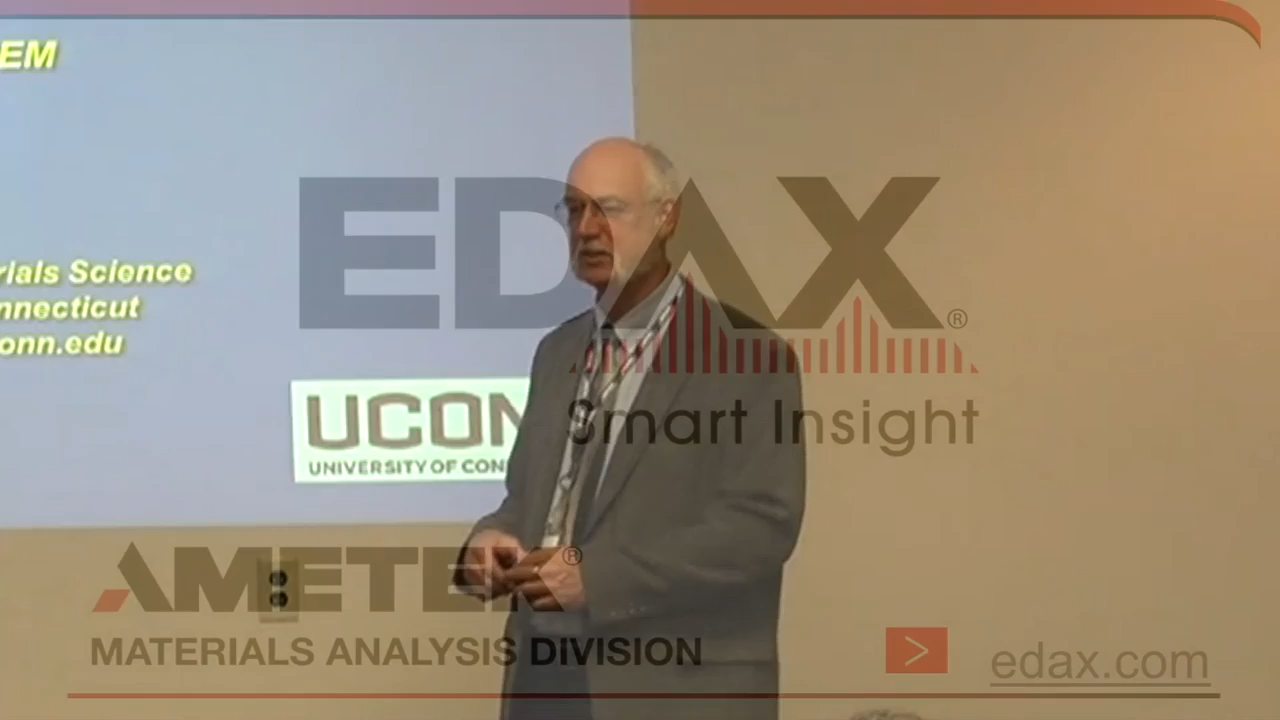 EM
rials Science
nnecticut
onn.edu
UCON
UNIVERSITY OF CON
EDAX®
Smart Insight
AMETEK®
MATERIALS ANALYSIS DIVISION
> edax.com